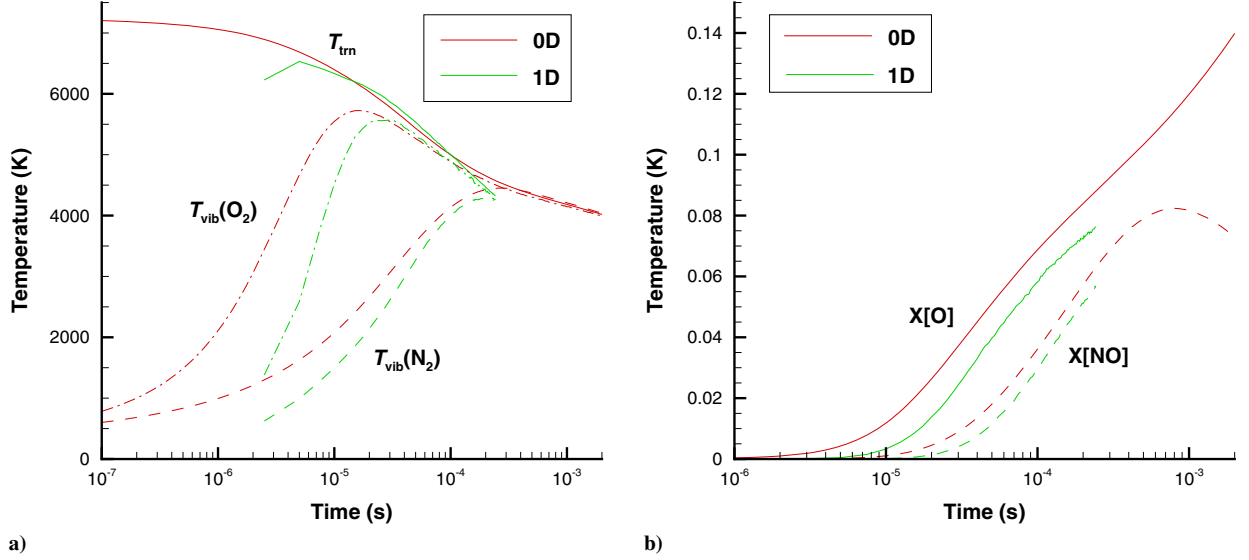 T_trn
0D
1D
6000
4000
2000
0
Temperature (K)
T_vib(O_2)
T_vib(N_2)
10^-7
10^-6
10^-5
10^-4
10^-3
Time (s)
a)
0D
1D
0.14
0.12
0.1
0.08
0.06
0.04
0.02
0
Temperature (K)
X[O]
X[NO]
10^-6
10^-5
10^-4
10^-3
Time (s)
b)